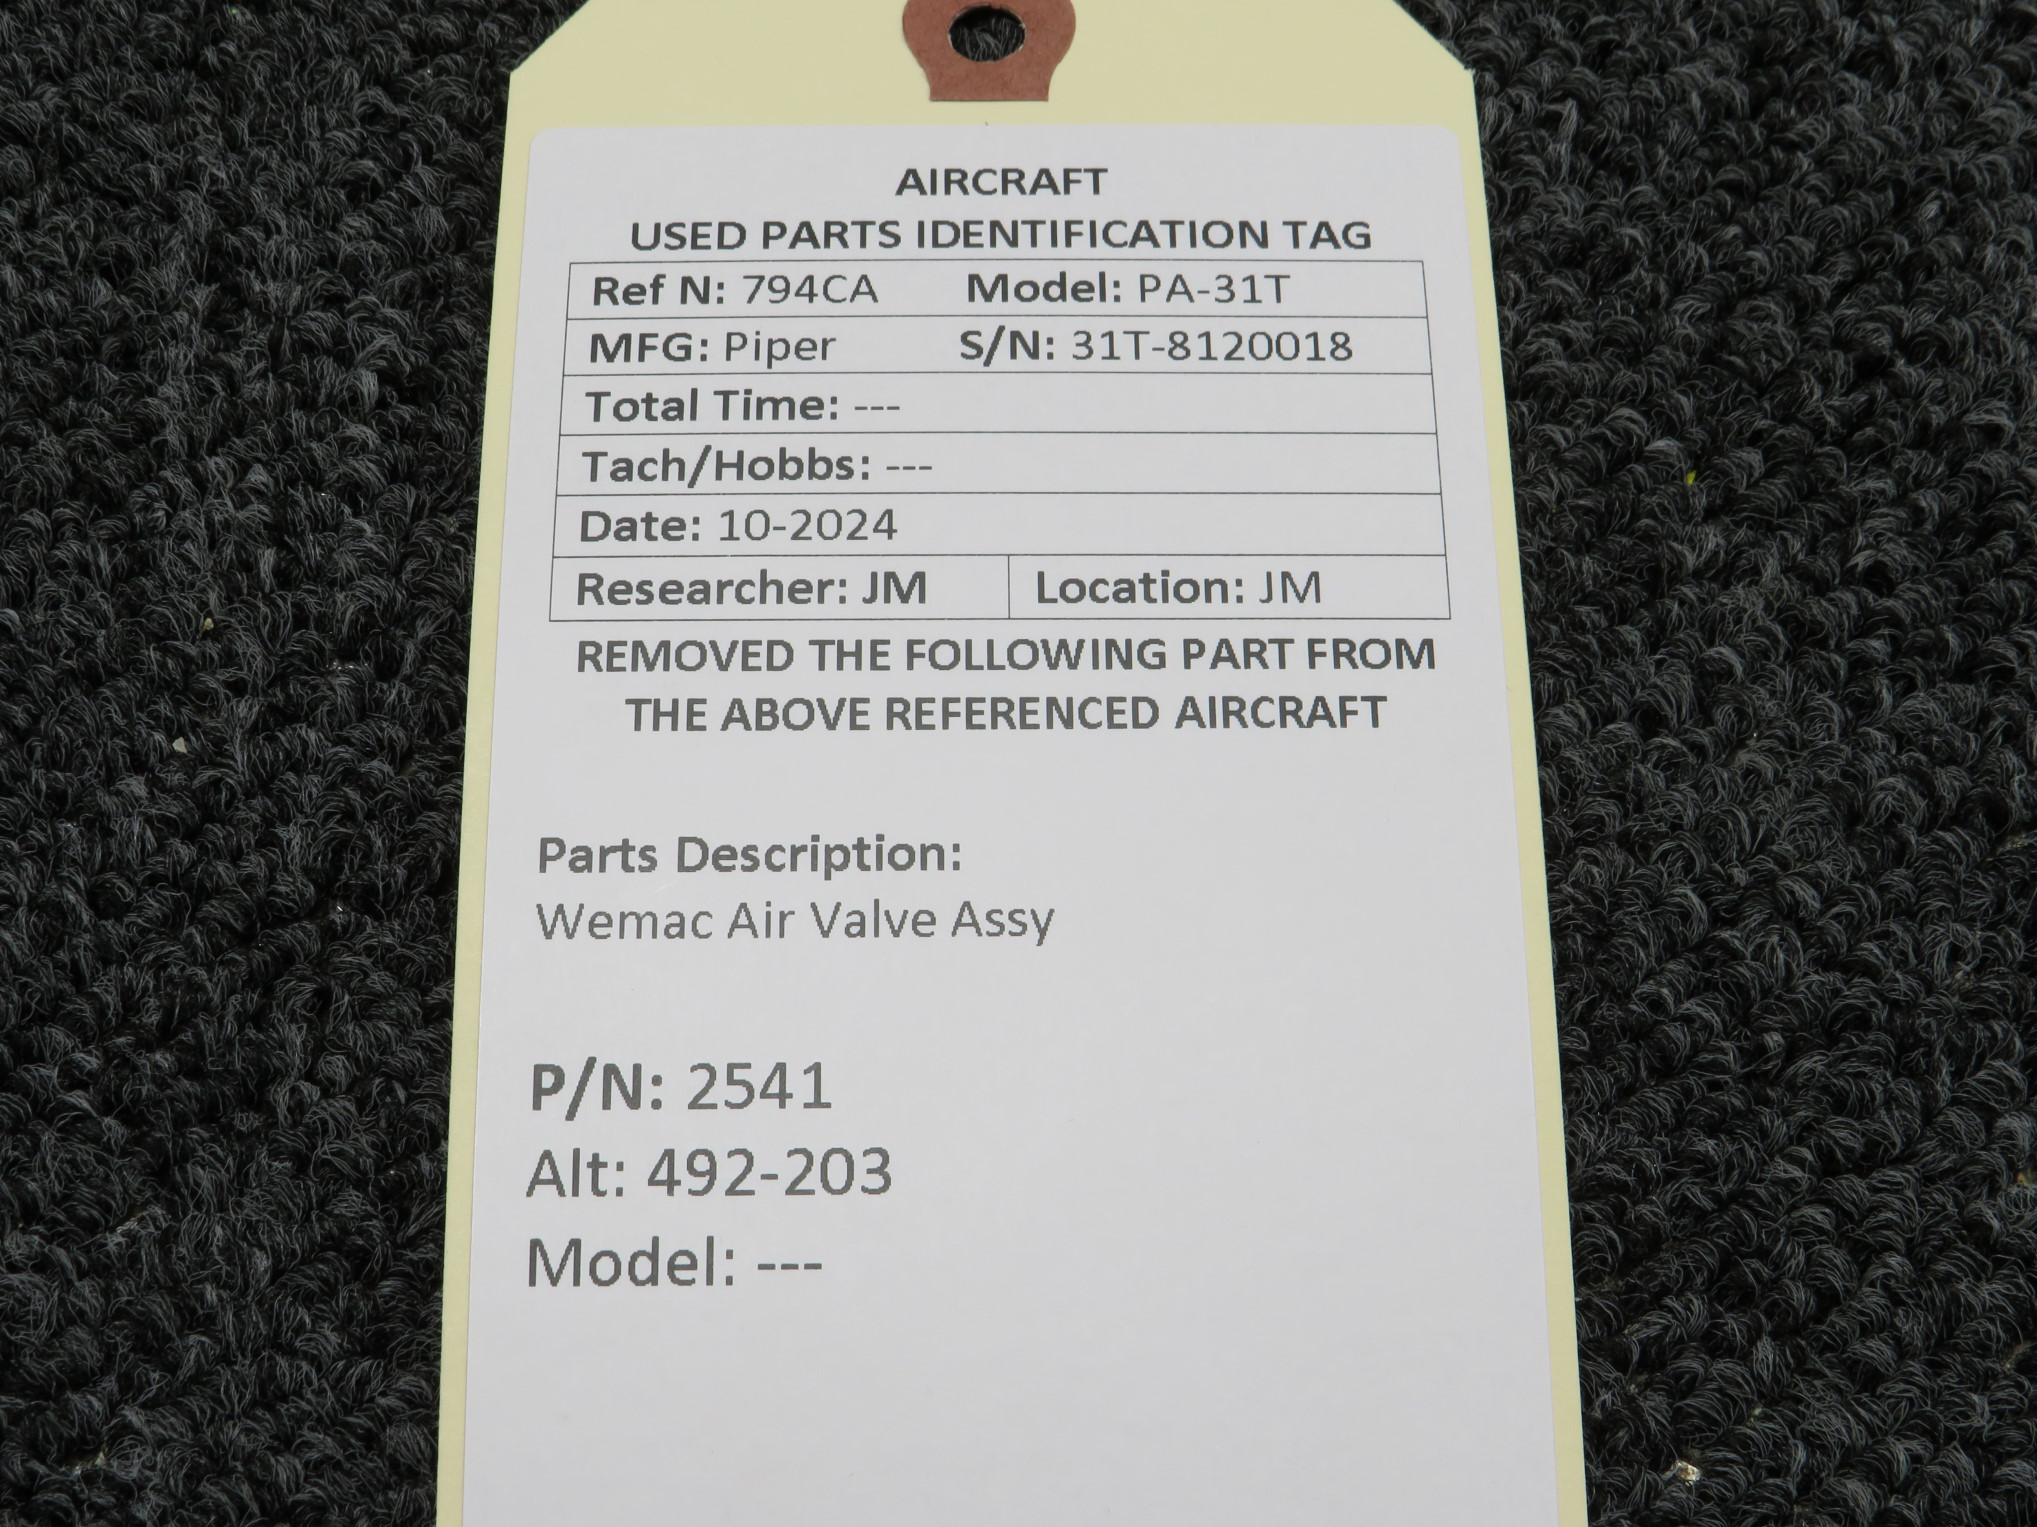 AIRCRAFT
USED PARTS IDENTIFICATION TAG
Ref N: 794CA Model: PA-31T
MFG: Piper S/N: 31T-8120018
Total Time: ---
Tach/Hobbs: ---
Date: 10-2024
Researcher: JM Location: JM
REMOVED THE FOLLOWING PART FROM
THE ABOVE REFERENCED AIRCRAFT
Parts Description:
Wemac Air Valve Assy
P/N: 2541
Alt: 492-203
Model: ---